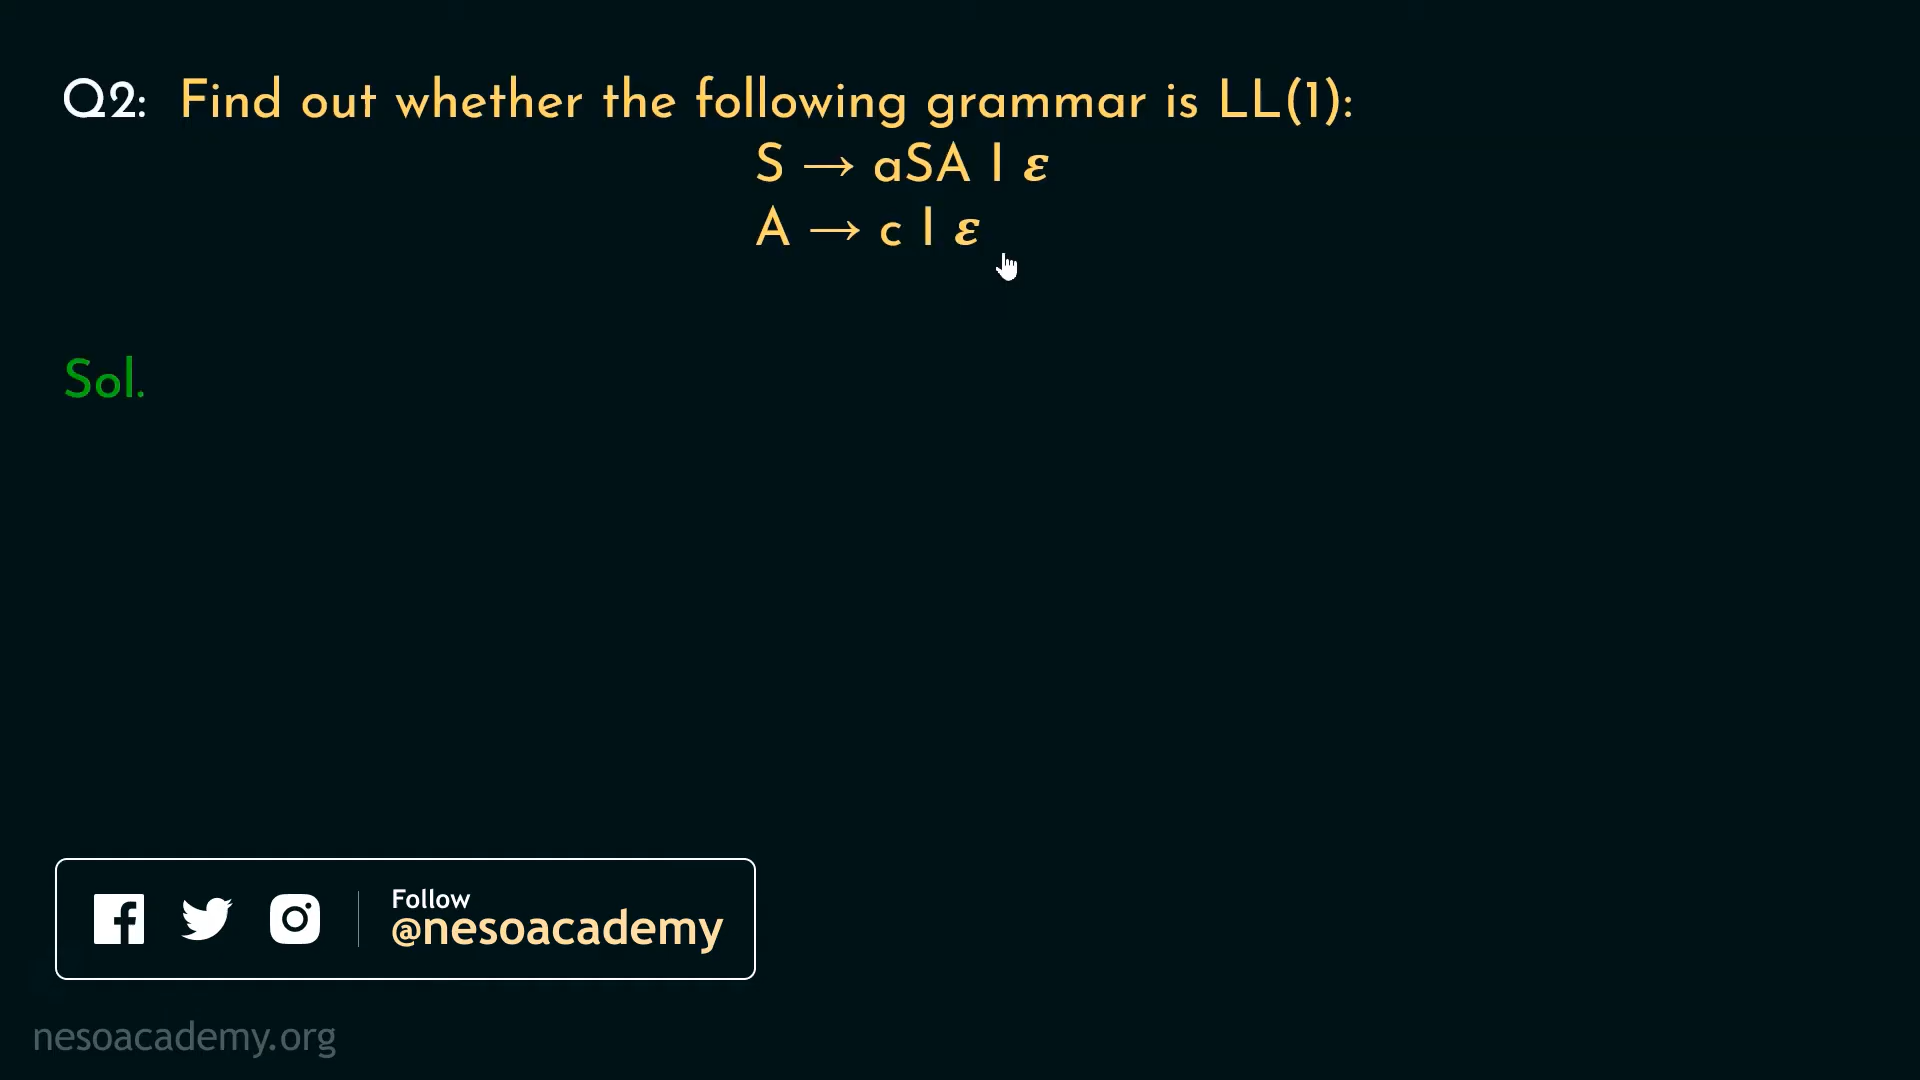 Q2: Find out whether the following grammar is LL(1):
S → aSA | ε
A → c | ε
Sol.
Follow
@nesoacademy
nesoacademy.org